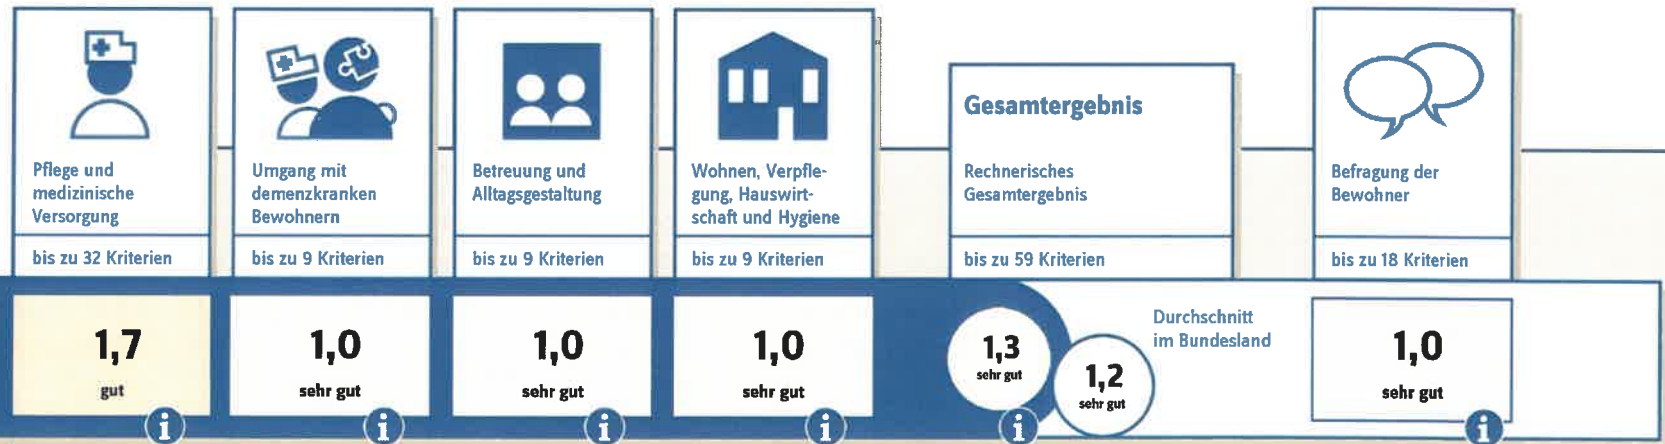 Pflege und
medizinische
Versorgung
bis zu 32 Kriterien
1,7
gut
i
Umgang mit
demenzkranken
Bewohnern
bis zu 9 Kriterien
1,0
sehr gut
i
Betreuung und
Alltagsgestaltung
bis zu 9 Kriterien
1,0
sehr gut
i
Wohnen, Verpfle-
gung, Hauswirt-
schaft und Hygiene
bis zu 9 Kriterien
1,0
sehr gut
i
Gesamtergebnis
Rechnerisches
Gesamtergebnis
bis zu 59 Kriterien
1,3
sehr gut
i
1,2
sehr gut
Durchschnitt
im Bundesland
Befragung der
Bewohner
bis zu 18 Kriterien
1,0
sehr gut
i